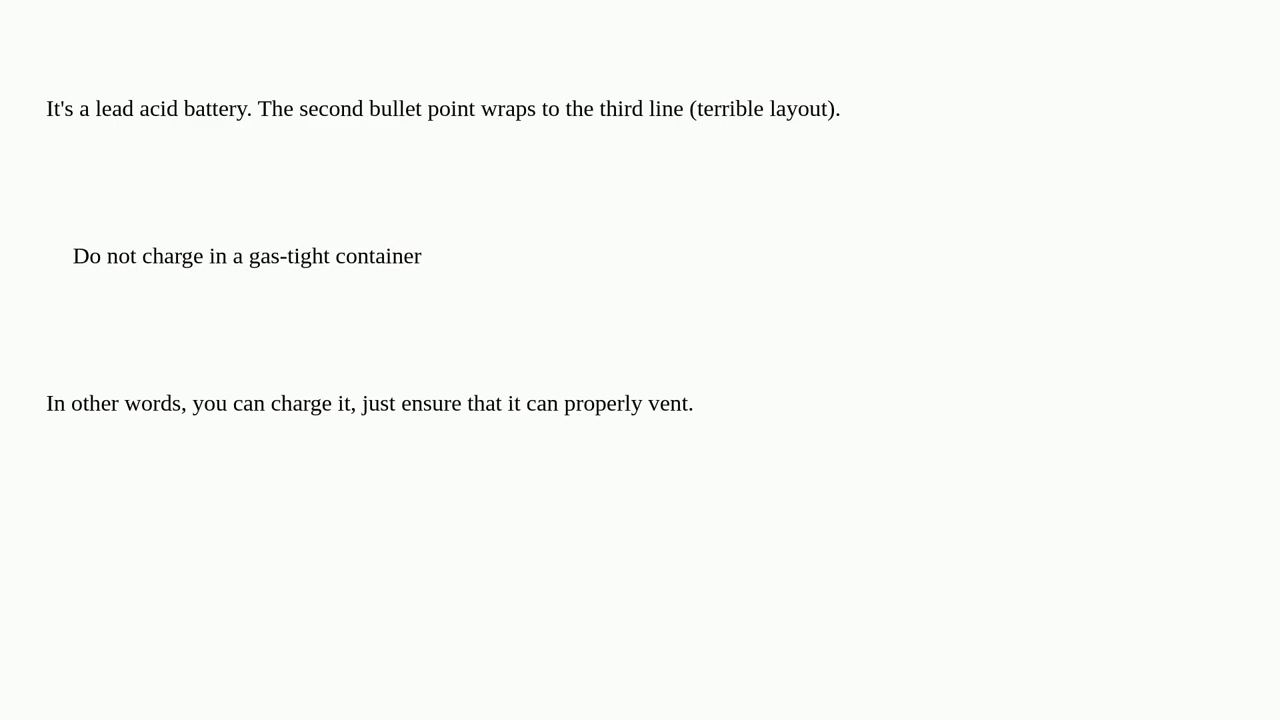 It's a lead acid battery. The second bullet point wraps to the third line (terrible layout).
Do not charge in a gas-tight container
In other words, you can charge it, just ensure that it can properly vent.